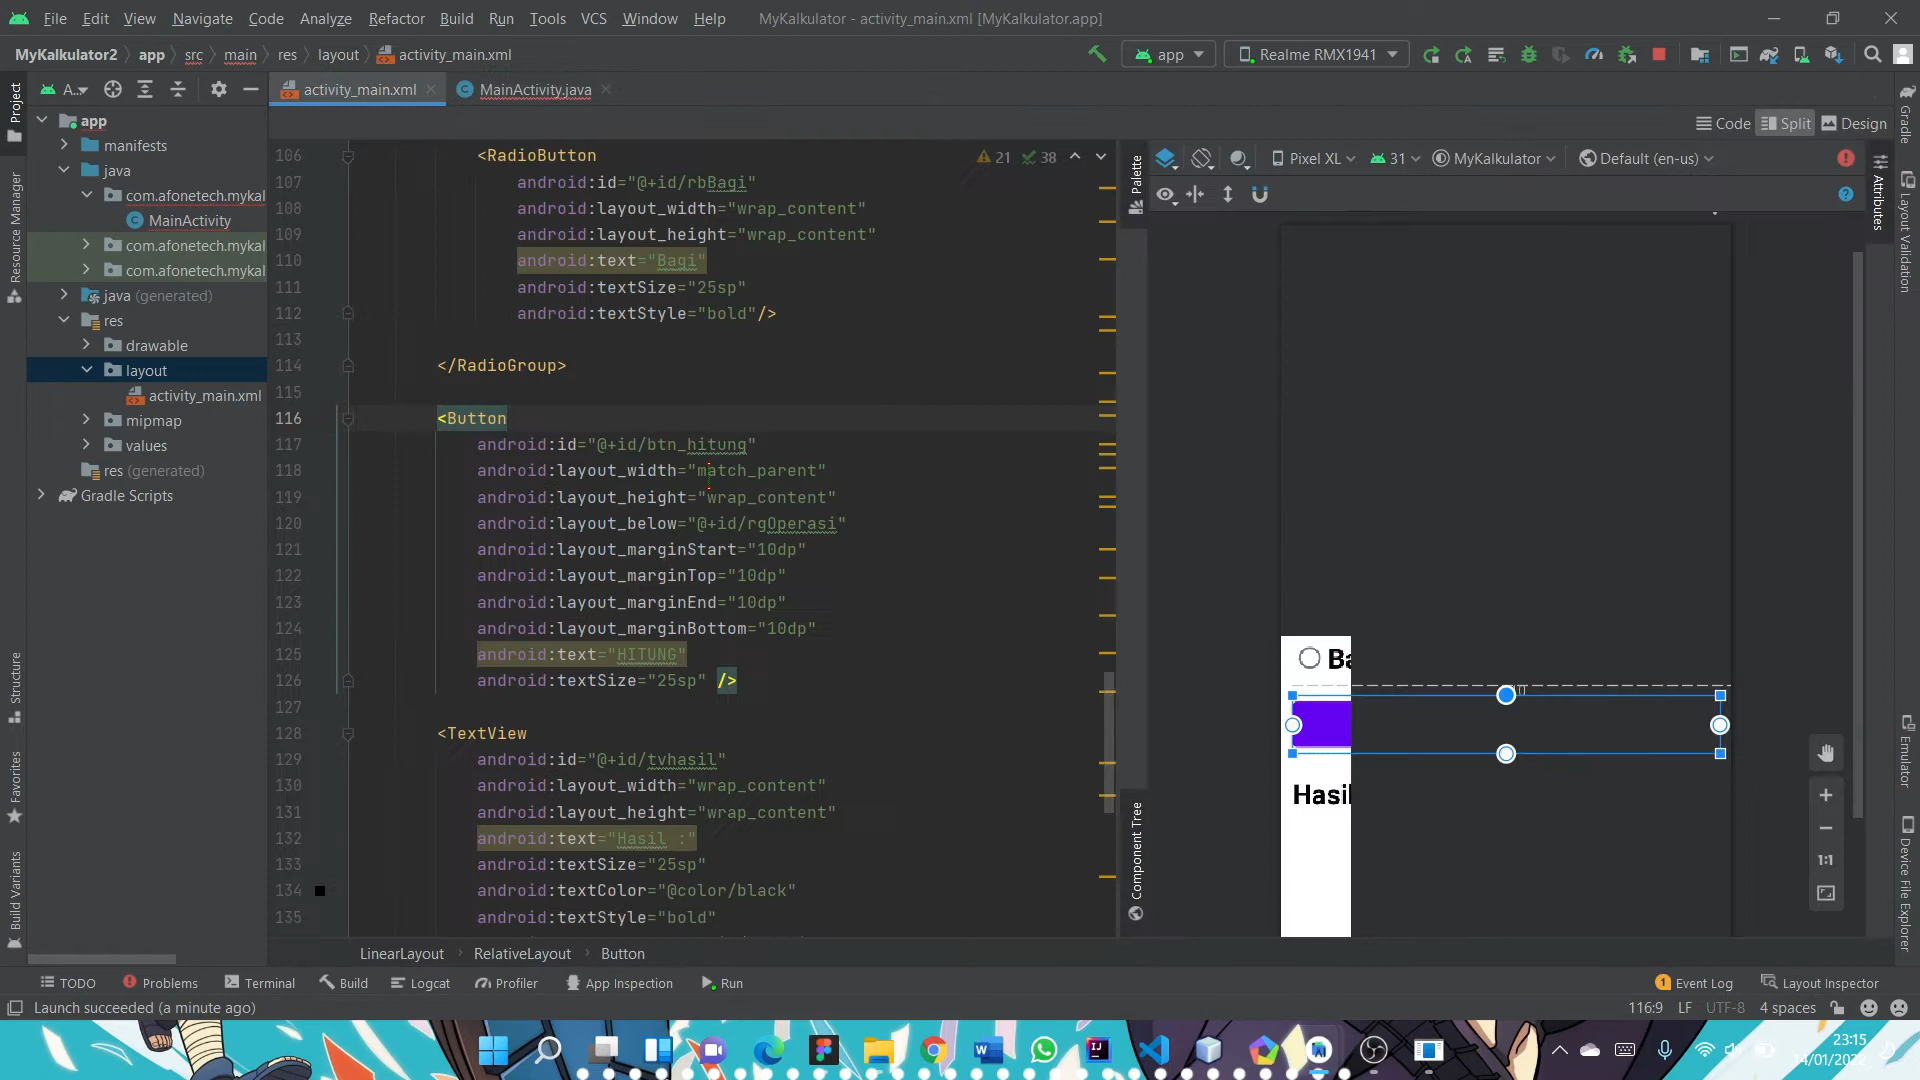 File Edit View Navigate Code Analyze Refactor Build Run Tools VCS Window Help MyKalkulator - activity_main.xml [MyKalkulator.app]
MyKalkulator2 app src main res layout activity_main.xml app Realme RMX1941
Project
A... activity_main.xml MainActivity.java
Code Split Design
app
manifests
java
com.afonetech.mykal
MainActivity
com.afonetech.mykal
com.afonetech.mykal
java (generated)
res
drawable
layout
activity_main.xml
mipmap
values
res (generated)
Gradle Scripts
Resource Manager
Structure
Favorites
Build Variants
21 38
106 <RadioButton
107 android:id="@+id/rbBagi"
108 android:layout_width="wrap_content"
109 android:layout_height="wrap_content"
110 android:text="Bagi"
111 android:textSize="25sp"
112 android:textStyle="bold"/>
113
114 </RadioGroup>
115
116 <Button
117 android:id="@+id/btn_hitung"
118 android:layout_width="match_parent"
119 android:layout_height="wrap_content"
120 android:layout_below="@+id/rgOperasi"
121 android:layout_marginStart="10dp"
122 android:layout_marginTop="10dp"
123 android:layout_marginEnd="10dp"
124 android:layout_marginBottom="10dp"
125 android:text="HITUNG"
126 android:textSize="25sp" />
127
128 <TextView
129 android:id="@+id/tvhasil"
130 android:layout_width="wrap_content"
131 android:layout_height="wrap_content"
132 android:text="Hasil :"
133 android:textSize="25sp"
134 android:textColor="@color/black"
135 android:textStyle="bold"
LinearLayout RelativeLayout Button
Palette
Component Tree
Pixel XL 31 MyKalkulator Default (en-us)
Ba
Hasil
1:1
Attributes
Gradle
Layout Validation
Emulator
Device File Explorer
TODO Problems Terminal Build Logcat Profiler App Inspection Run 1 Event Log Layout Inspector
Launch succeeded (a minute ago) 116:9 LF UTF-8 4 spaces
23:15
14/01/2022